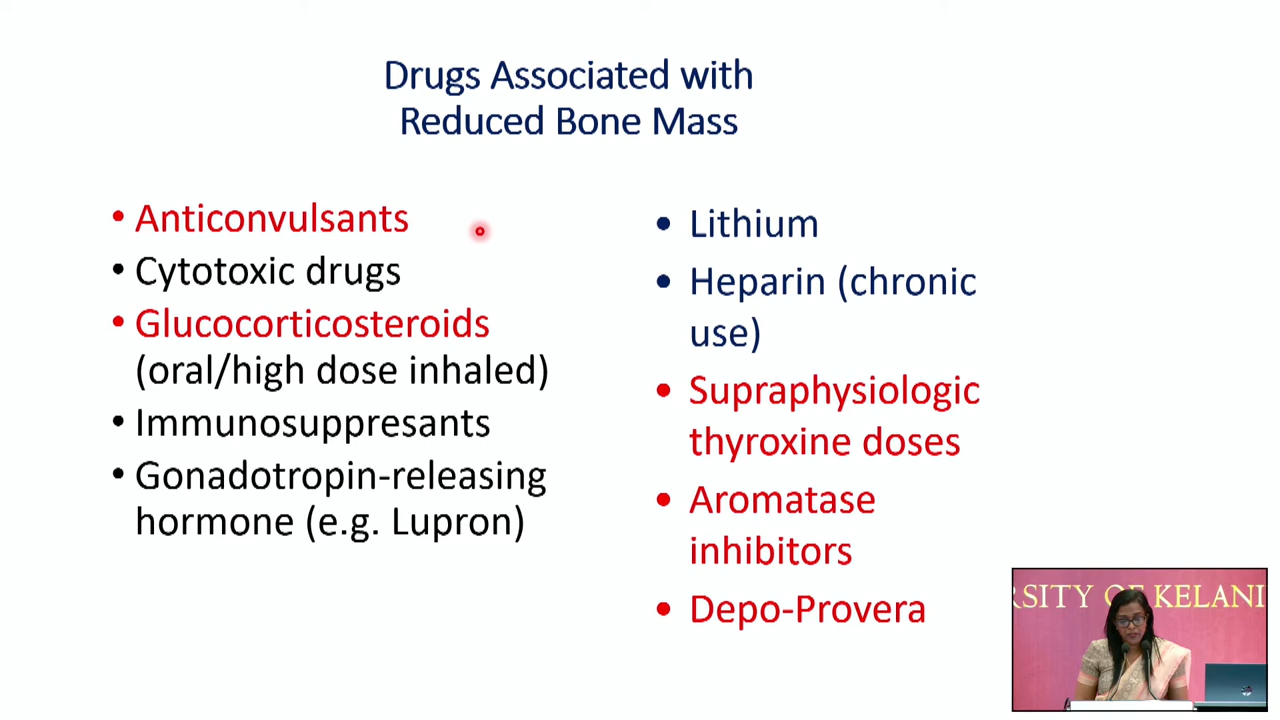 Drugs Associated with
Reduced Bone Mass
• Anticonvulsants
• Cytotoxic drugs
• Glucocorticosteroids
(oral/high dose inhaled)
• Immunosuppresants
• Gonadotropin-releasing
hormone (e.g. Lupron)
• Lithium
• Heparin (chronic
use)
• Supraphysiologic
thyroxine doses
• Aromatase
inhibitors
• Depo-Provera
RSITY OF KELANI